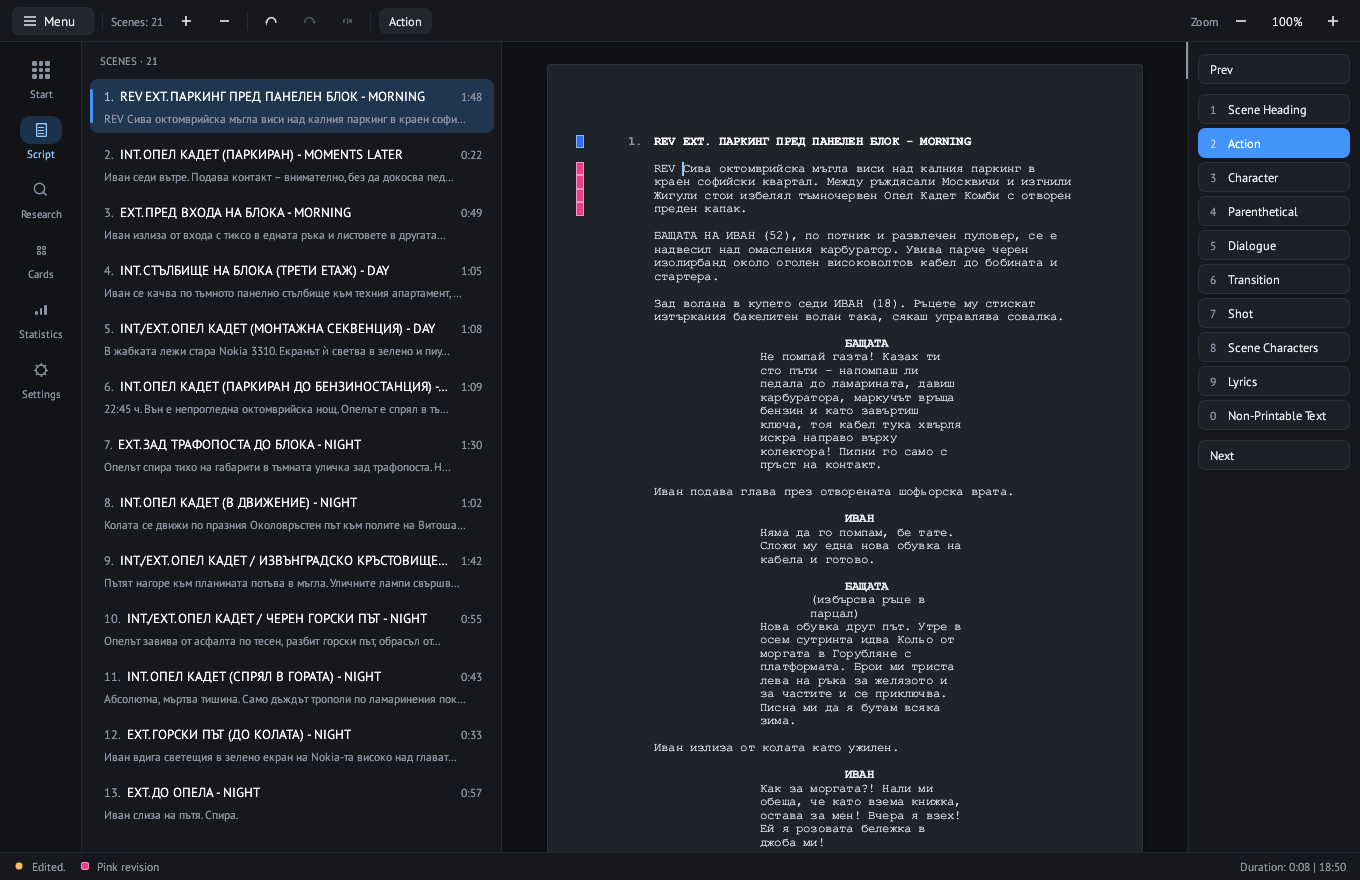 Menu
Scenes: 21
Action
Zoom
100%
Start
Script
Research
Cards
Statistics
Settings
SCENES · 21
1. REV EXT.ПАРКИНГ ПРЕД ПАНЕЛЕН БЛОК - MORNING 1:48
REV Сива октомврийска мъгла виси над калния паркинг в краен софи...
2. INT.ОПЕЛ КАДЕТ (ПАРКИРАН) - MOMENTS LATER 0:22
Иван седи вътре. Подава контакт – внимателно, без да докосва пед...
3. EXT.ПРЕД ВХОДА НА БЛОКА - MORNING 0:49
Иван излиза от входа с тиксо в едната ръка и листовете в другата...
4. INT.СТЪЛБИЩЕ НА БЛОКА (ТРЕТИ ЕТАЖ) - DAY 1:05
Иван се качва по тъмното панелно стълбище към техния апартамент, ...
5. INT./EXT.ОПЕЛ КАДЕТ (МОНТАЖНА СЕКВЕНЦИЯ) - DAY 1:08
В жабката лежи стара Nokia 3310. Екранът ѝ светва в зелено и пиу...
6. INT./EXT.ОПЕЛ КАДЕТ (ПАРКИРАН ДО БЕНЗИНОСТАНЦИЯ) -... 1:09
22:45 ч. Вън е непрогледна октомврийска нощ. Опелът е спрял в тъ...
7. EXT.ЗАД ТРАФОПОСТА ДО БЛОКА - NIGHT 1:30
Опелът спира тихо на габарити в тъмната уличка зад трафопоста. Н...
8. INT.ОПЕЛ КАДЕТ (В ДВИЖЕНИЕ) - NIGHT 1:02
Колата се движи по празния Околовръстен път към полите на Витоша...
9. INT./EXT.ОПЕЛ КАДЕТ / ИЗВЪНГРАДСКО КРЪСТОВИЩЕ... 1:42
Пътят нагоре към планината потъва в мъгла. Уличните лампи свършв...
10. INT./EXT.ОПЕЛ КАДЕТ / ЧЕРЕН ГОРСКИ ПЪТ - NIGHT 0:55
Опелът завива от асфалта по тесен, разбит горски път, обрасъл от...
11. INT.ОПЕЛ КАДЕТ (СПРЯЛ В ГОРАТА) - NIGHT 0:43
Абсолютна, мъртва тишина. Само дъждът трополи по ламаринения пок...
12. EXT.ГОРСКИ ПЪТ (ДО КОЛАТА) - NIGHT 0:33
Иван вдига светещия в зелено екран на Nokia-та високо над глават...
13. EXT.ДО ОПЕЛА - NIGHT 0:57
Иван слиза на пътя. Спира.
1. REV EXT. ПАРКИНГ ПРЕД ПАНЕЛЕН БЛОК - MORNING
REV Сива октомврийска мъгла виси над калния паркинг в
краен софийски квартал. Между ръждясали Москвичи и изгнили
Жигули стои избелял тъмночервен Опел Кадет Комби с отворен
преден капак.
БАЩАТА НА ИВАН (52), по потник и развлечен пуловер, се е
надвесил над омасления карбуратор. Увива парче черен
изолирбанд около оголен високоволтов кабел до бобината и
стартера.
Зад волана в купето седи ИВАН (18). Ръцете му стискат
изтъркания бакелитен волан така, сякаш управлява совалка.
БАЩАТА
Не помпай газта! Казах ти
сто пъти – напомпаш ли
педала до ламарината, давиш
карбуратора, маркучът връща
бензин и като завъртиш
ключа, тоя кабел тука хвърля
искра направо върху
колектора! Пипни го само с
пръст на контакт.
Иван подава глава през отворената шофьорска врата.
ИВАН
Няма да го помпам, бе тате.
Сложи му една нова обувка на
кабела и готово.
БАЩАТА
(избърсва ръце в
парцал)
Нова обувка друг път. Утре в
осем сутринта идва Кольо от
моргата в Горубляне с
платформата. Брои ми триста
лева на ръка за желязото и
за частите и се приключва.
Писна ми да я бутам всяка
зима.
Иван излиза от колата като ужилен.
ИВАН
Как за моргата?! Нали ми
обеща, че като взема книжка,
остава за мен! Вчера я взех!
Ей я розовата бележка в
джоба ми!
Prev
1 Scene Heading
2 Action
3 Character
4 Parenthetical
5 Dialogue
6 Transition
7 Shot
8 Scene Characters
9 Lyrics
0 Non-Printable Text
Next
Edited.
Pink revision
Duration: 0:08 | 18:50